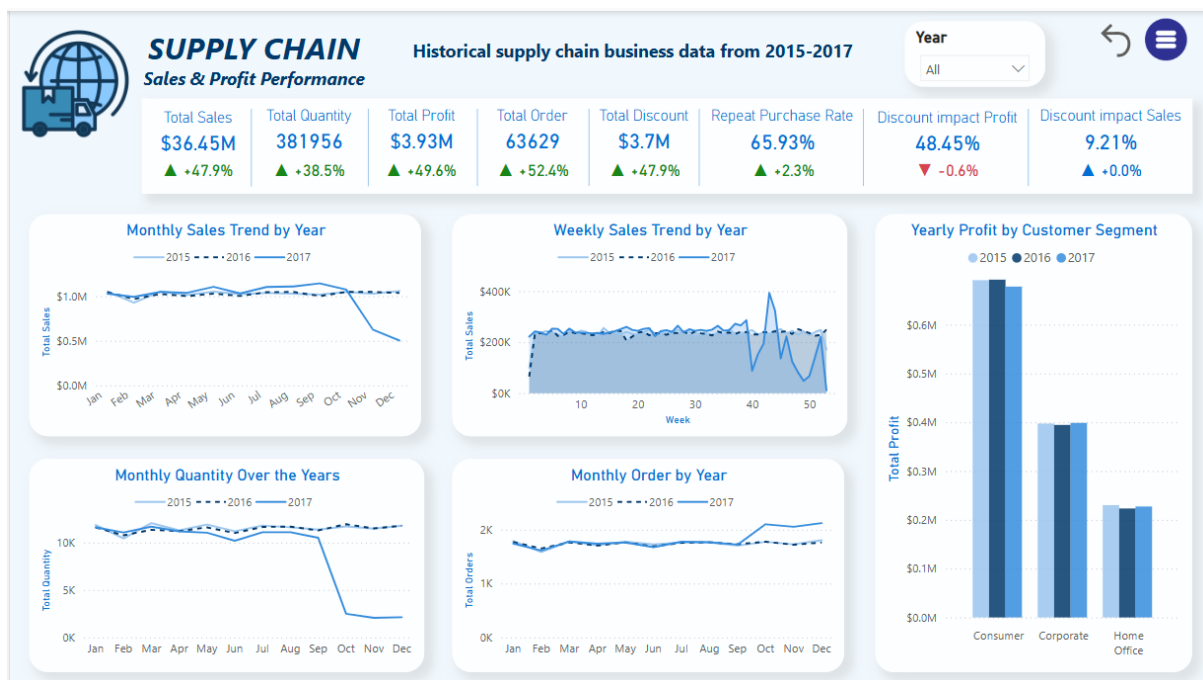 SUPPLY CHAIN
Sales & Profit Performance
Historical supply chain business data from 2015-2017
Year
All
Total Sales
$36.45M
▲ +47.9%
Total Quantity
381956
▲ +38.5%
Total Profit
$3.93M
▲ +49.6%
Total Order
63629
▲ +52.4%
Total Discount
$3.7M
▲ +47.9%
Repeat Purchase Rate
65.93%
▲ +2.3%
Discount impact Profit
48.45%
▼ -0.6%
Discount impact Sales
9.21%
▲ +0.0%
Monthly Sales Trend by Year
2015 2016 2017
Total Sales
$1.0M
$0.5M
$0.0M
Jan Feb Mar Apr May Jun Jul Aug Sep Oct Nov Dec
Weekly Sales Trend by Year
2015 2016 2017
Total Sales
$400K
$200K
$0K
10 20 30 40 50
Week
Yearly Profit by Customer Segment
2015 2016 2017
Total Profit
$0.6M
$0.5M
$0.4M
$0.3M
$0.2M
$0.1M
$0.0M
Consumer Corporate Home
Office
Monthly Quantity Over the Years
2015 2016 2017
Total Quantity
10K
5K
0K
Jan Feb Mar Apr May Jun Jul Aug Sep Oct Nov Dec
Monthly Order by Year
2015 2016 2017
Total Orders
2K
1K
0K
Jan Feb Mar Apr May Jun Jul Aug Sep Oct Nov Dec